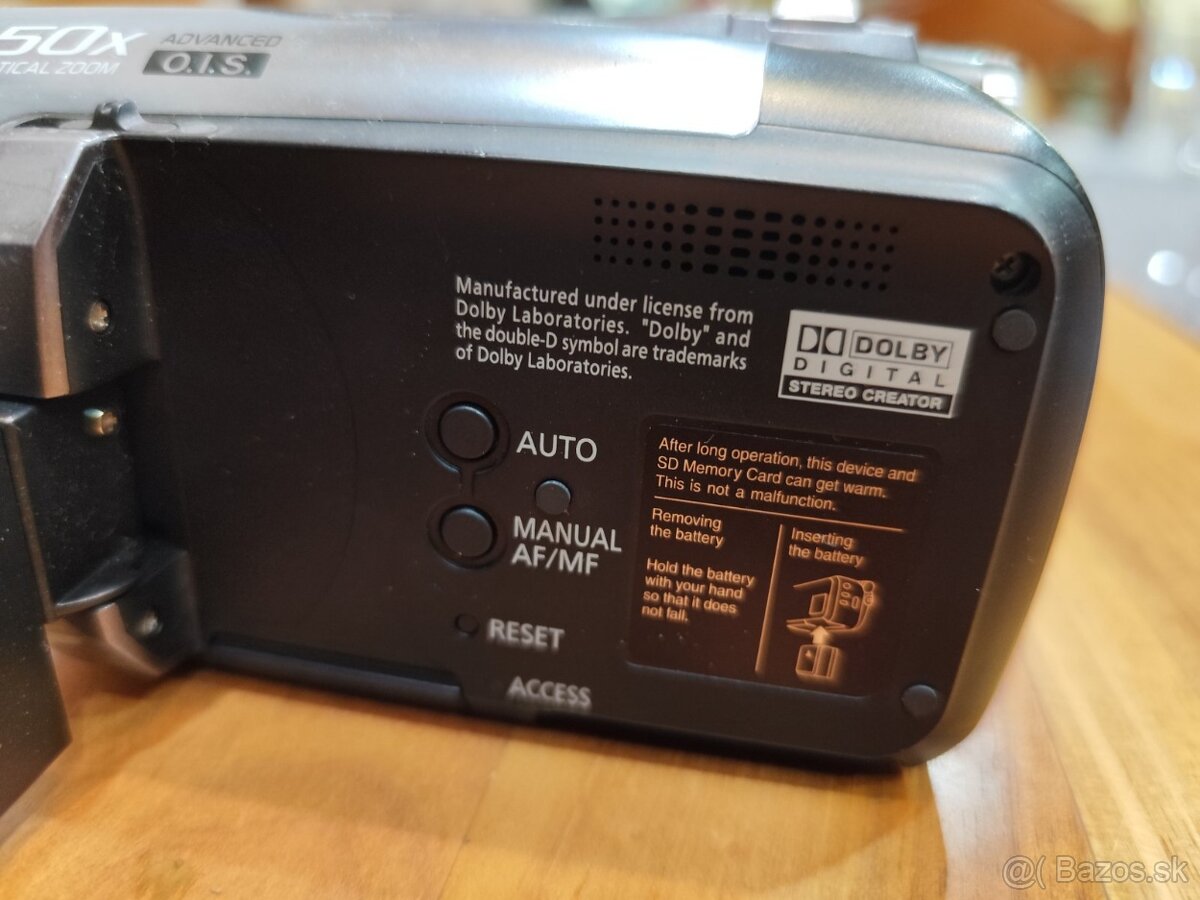 50x
TICAL ZOOM
ADVANCED
O.I.S.
Manufactured under license from
Dolby Laboratories. "Dolby" and
the double-D symbol are trademarks
of Dolby Laboratories.
DOLBY
DIGITAL
STEREO CREATOR
AUTO
MANUAL
AF/MF
RESET
ACCESS
After long operation, this device and
SD Memory Card can get warm.
This is not a malfunction.
Removing
the battery
Hold the battery
with your hand
so that it does
not fall.
Inserting
the battery
@( Bazos.sk